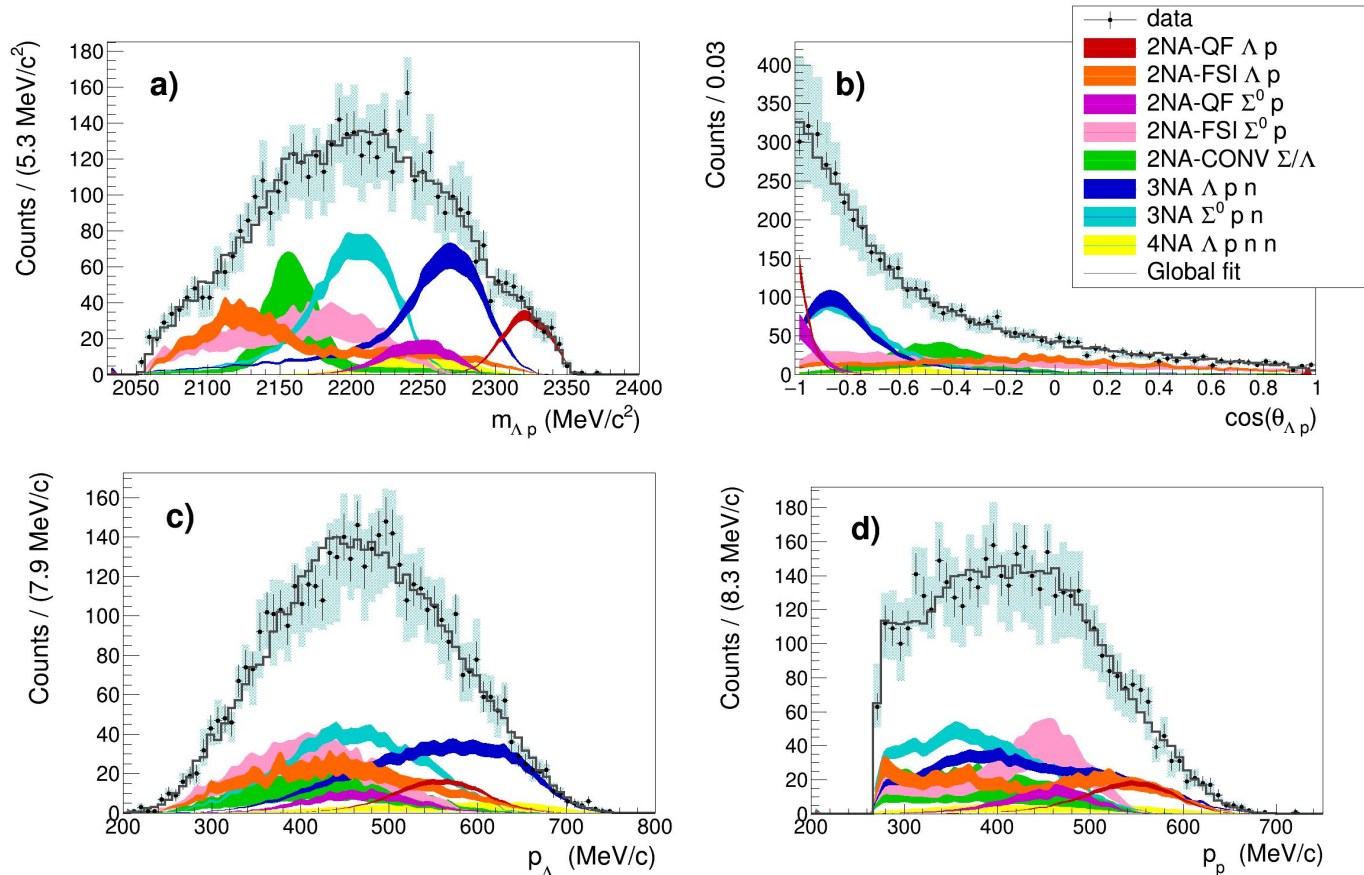 a)
Counts / (5.3 MeV/c²)
180
160
140
120
100
80
60
40
20
0
2100 2150 2200 2250 2300 2350 2400
m Λ p (MeV/c²)
b)
Counts / 0.03
400
350
300
250
200
150
100
50
0
−1 −0.8 −0.6 −0.4 −0.2 0 0.2 0.4 0.6 0.8 1
cos(θ Λ p)
data
2NA-QF Λ p
2NA-FSI Λ p
2NA-QF Σ⁰ p
2NA-FSI Σ⁰ p
2NA-CONV Σ/Λ
3NA Λ p n
3NA Σ⁰ p n
4NA Λ p n n
Global fit
c)
Counts / (7.9 MeV/c)
160
140
120
100
80
60
40
20
0
200 300 400 500 600 700 800
p Λ (MeV/c)
d)
Counts / (8.3 MeV/c)
180
160
140
120
100
80
60
40
20
0
200 300 400 500 600 700
p p (MeV/c)